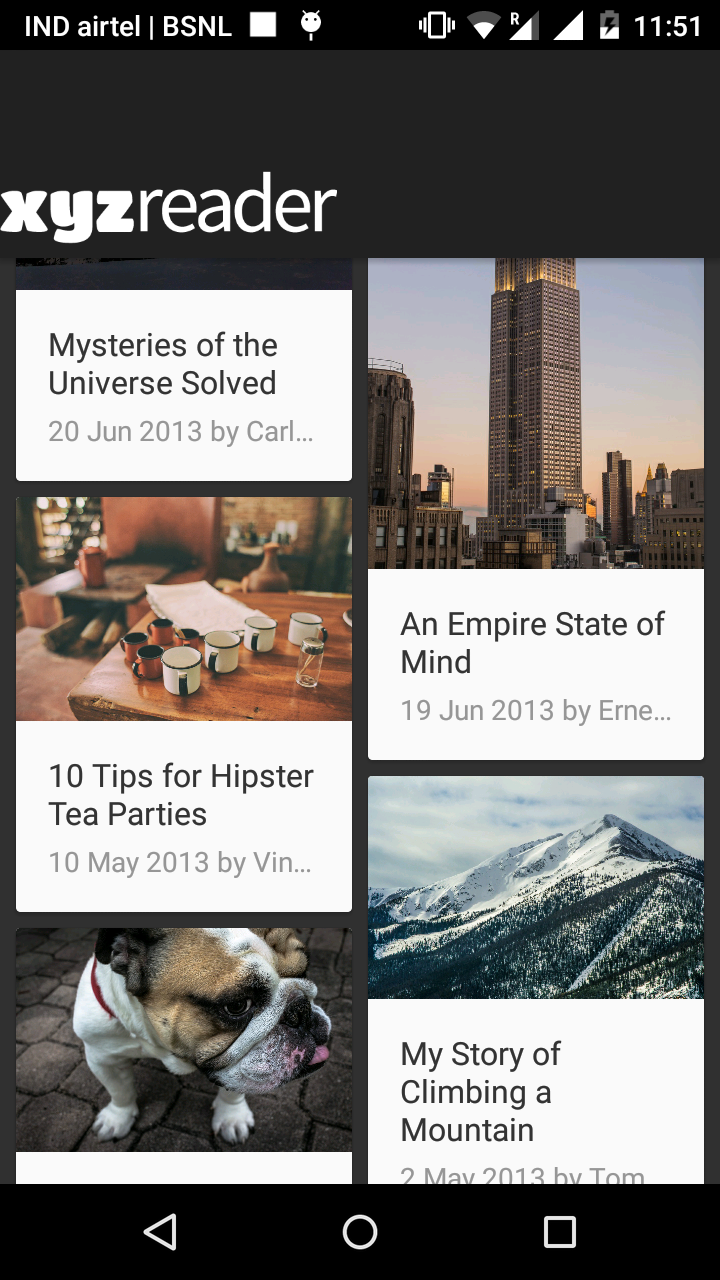 IND airtel | BSNL
R
11:51
xyzreader
Mysteries of the
Universe Solved
20 Jun 2013 by Carl…
An Empire State of
Mind
19 Jun 2013 by Erne…
10 Tips for Hipster
Tea Parties
10 May 2013 by Vin…
My Story of
Climbing a
Mountain
2 May 2013 by Tom